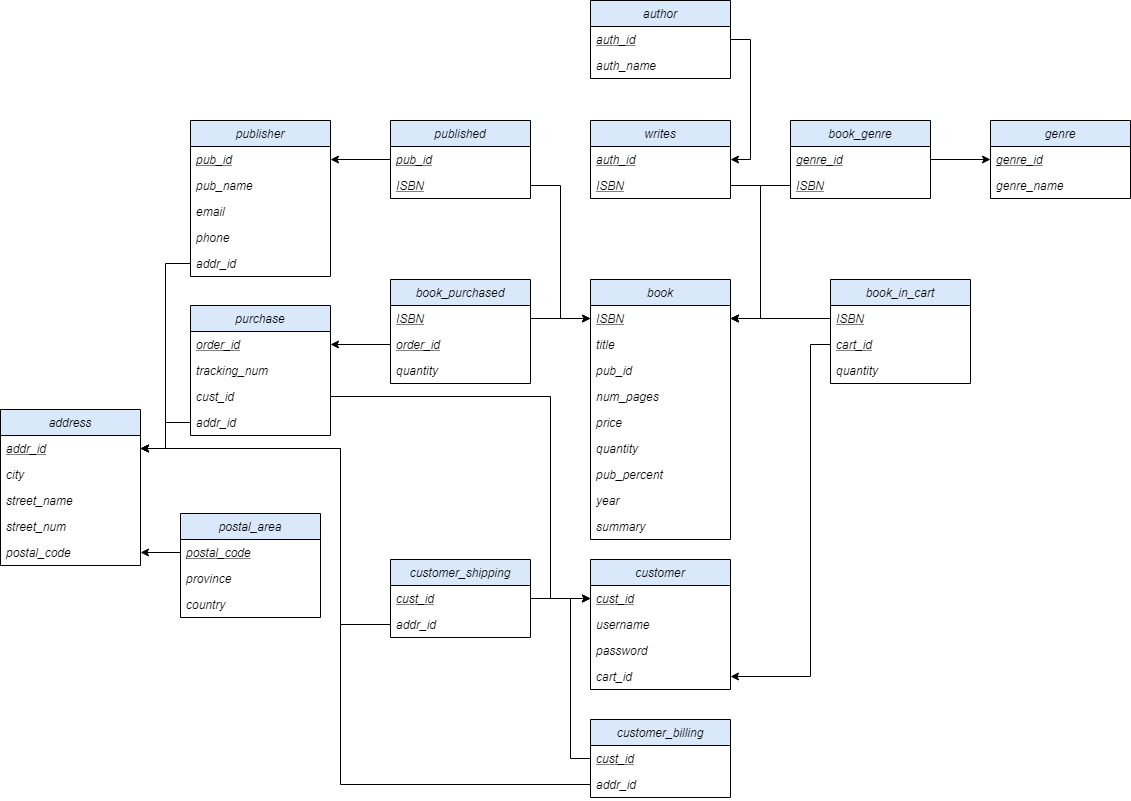 author
auth_id
auth_name
publisher
pub_id
pub_name
email
phone
addr_id
published
pub_id
ISBN
writes
auth_id
ISBN
book_genre
genre_id
ISBN
genre
genre_id
genre_name
purchase
order_id
tracking_num
cust_id
addr_id
book_purchased
ISBN
order_id
quantity
book
ISBN
title
pub_id
num_pages
price
quantity
pub_percent
year
summary
book_in_cart
ISBN
cart_id
quantity
address
addr_id
city
street_name
street_num
postal_code
postal_area
postal_code
province
country
customer_shipping
cust_id
addr_id
customer
cust_id
username
password
cart_id
customer_billing
cust_id
addr_id